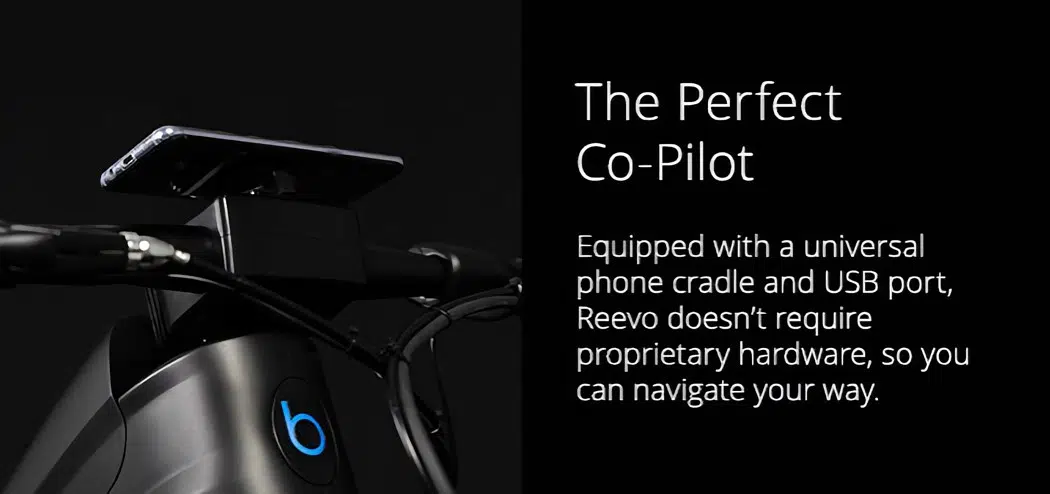 The Perfect
Co-Pilot
Equipped with a universal
phone cradle and USB port,
Reevo doesn’t require
proprietary hardware, so you
can navigate your way.
b